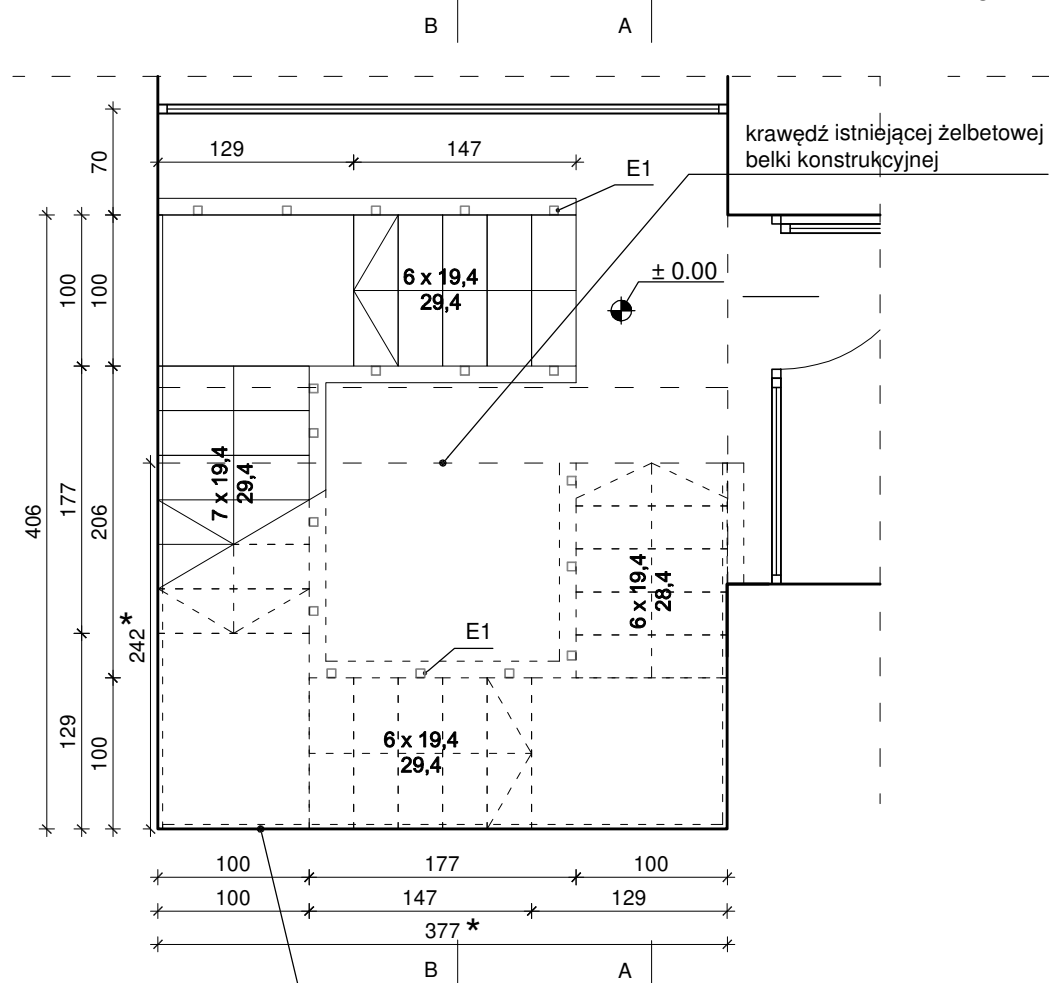 B
A
krawędź istniejącej żelbetowej
belki konstrukcyjnej
129
147
E1
70
± 0.00
6 x 19,4
29,4
100
100
7 x 19,4
29,4
177
206
406
6 x 19,4
28,4
242*
E1
129
100
6 x 19,4
29,4
100
177
100
100
147
129
377 *
B
A